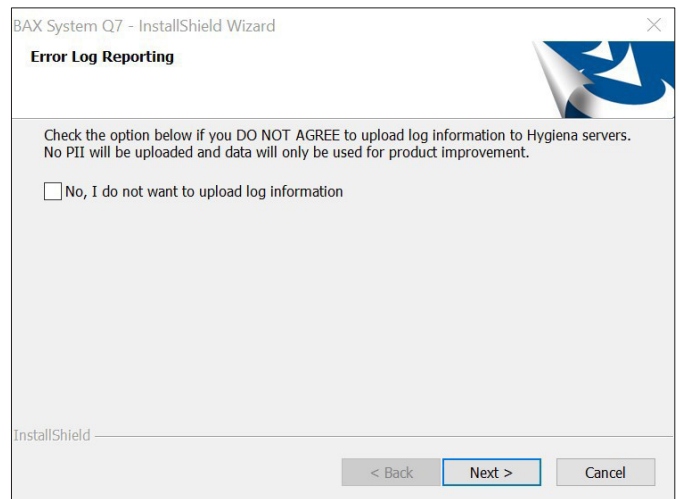 BAX System Q7 - InstallShield Wizard
Error Log Reporting
Check the option below if you DO NOT AGREE to upload log information to Hygiena servers.
No PII will be uploaded and data will only be used for product improvement.
No, I do not want to upload log information
InstallShield
< Back Next > Cancel